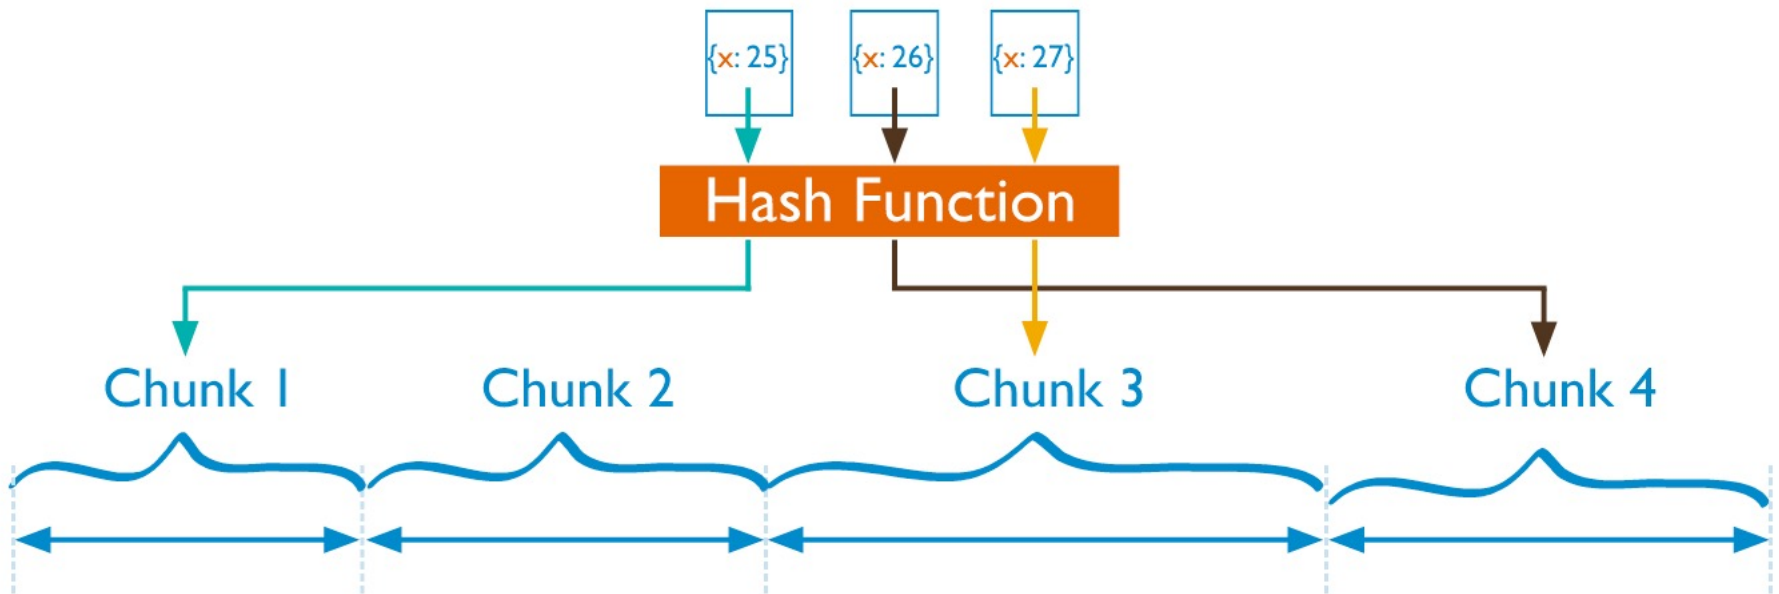 {x: 25} {x: 26} {x: 27}
Hash Function
Chunk 1 Chunk 2 Chunk 3 Chunk 4